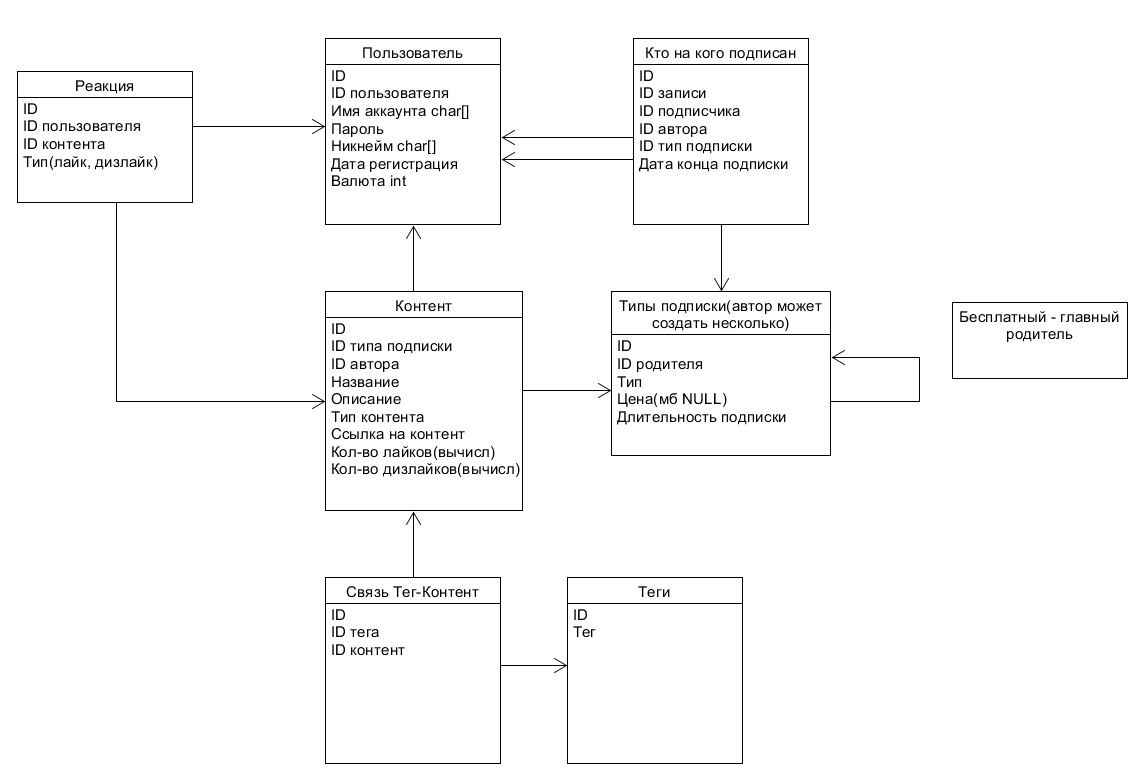 Реакция
ID
ID пользователя
ID контента
Тип(лайк, дизлайк)
Пользователь
ID
ID пользователя
Имя аккаунта char[]
Пароль
Никнейм char[]
Дата регистрация
Валюта int
Кто на кого подписан
ID
ID записи
ID подписчика
ID автора
ID тип подписки
Дата конца подписки
Контент
ID
ID типа подписки
ID автора
Название
Описание
Тип контента
Ссылка на контент
Кол-во лайков(вычисл)
Кол-во дизлайков(вычисл)
Типы подписки(автор может
создать несколько)
ID
ID родителя
Тип
Цена(мб NULL)
Длительность подписки
Бесплатный - главный
родитель
Связь Тег-Контент
ID
ID тега
ID контент
Теги
ID
Тег